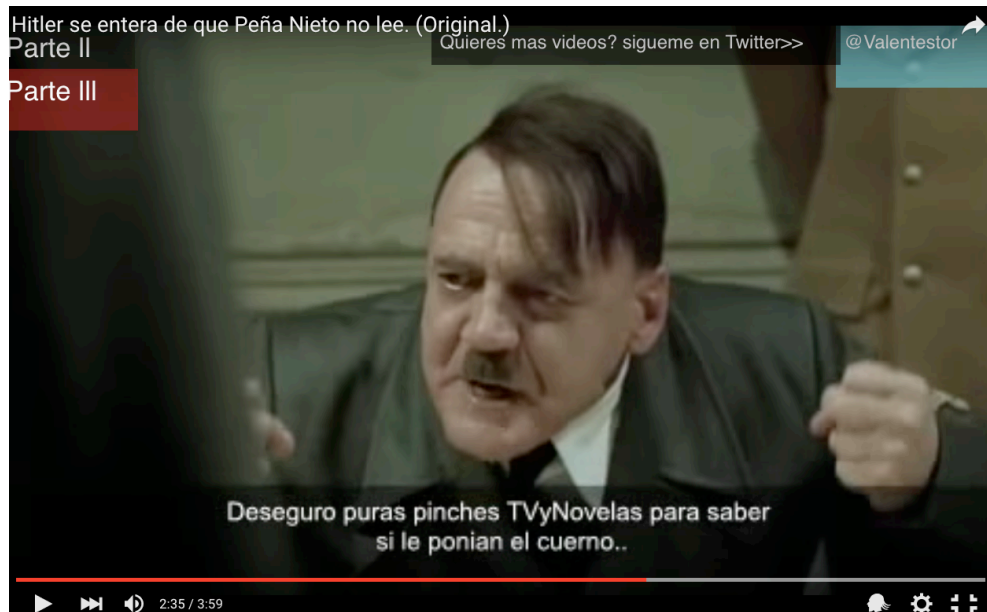 Hitler se entera de que Peña Nieto no lee. (Original.)
Parte II
Quieres mas videos? sigueme en Twitter>>
@Valentestor
Parte III
Deseguro puras pinches TVyNovelas para saber
si le ponian el cuerno..
2:35 / 3:59